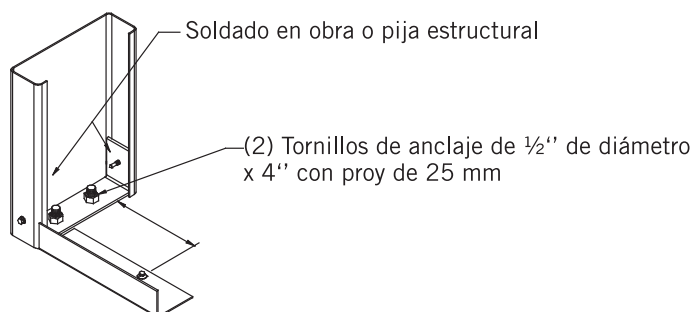 Soldado en obra o pija estructural
(2) Tornillos de anclaje de ½‘‘ de diámetro
x 4‘‘ con proy de 25 mm